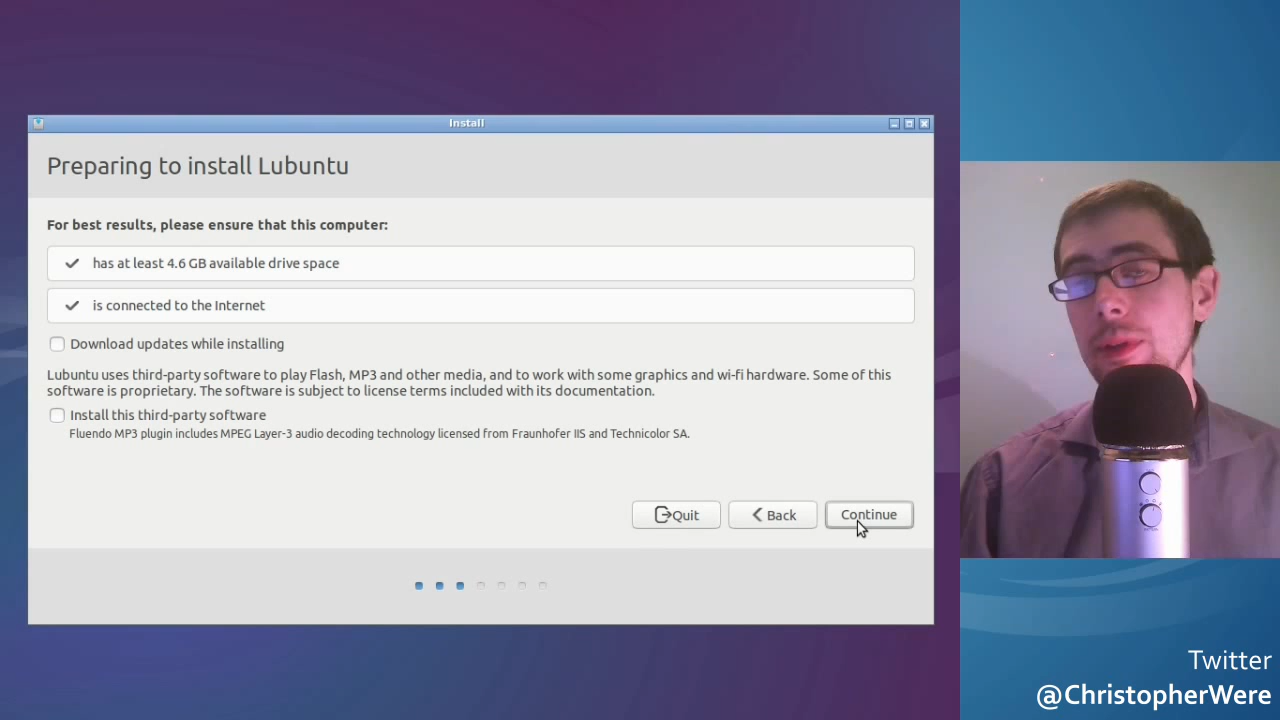 Install
Preparing to install Lubuntu
For best results, please ensure that this computer:
has at least 4.6 GB available drive space
is connected to the Internet
Download updates while installing
Lubuntu uses third-party software to play Flash, MP3 and other media, and to work with some graphics and wi-fi hardware. Some of this
software is proprietary. The software is subject to license terms included with its documentation.
Install this third-party software
Fluendo MP3 plugin includes MPEG Layer-3 audio decoding technology licensed from Fraunhofer IIS and Technicolor SA.
Quit
Back
Continue
Twitter
@ChristopherWere